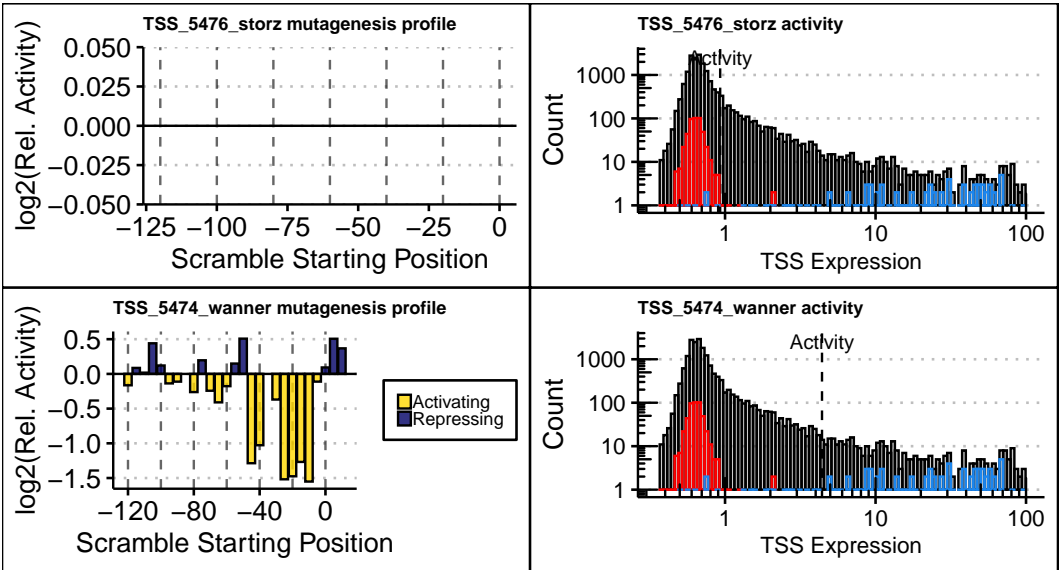 TSS_5476_storz mutagenesis profile
log2(Rel. Activity)
0.050
0.025
0.000
−0.025
−0.050
−125 −100 −75 −50 −25 0
Scramble Starting Position
TSS_5476_storz activity
Activity
Count
1000
100
10
1
1 10 100
TSS Expression
TSS_5474_wanner mutagenesis profile
log2(Rel. Activity)
0.5
0.0
−0.5
−1.0
−1.5
−120 −40 0
Scramble Starting Position
Activating
Repressing
TSS_5474_wanner activity
Activity
Count
1000
100
10
1
1 10 100
TSS Expression